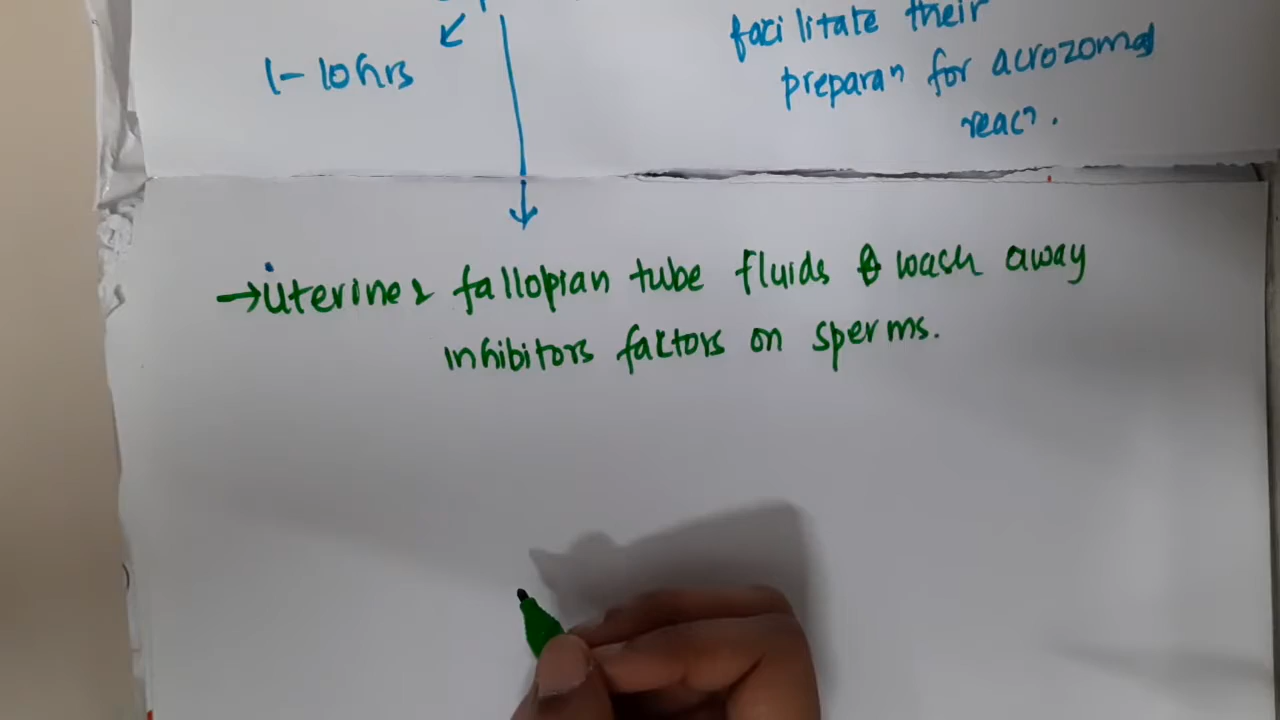 facilitate their
1-10hrs
preparan for acrozomal
reacn.
→ uterine & fallopian tube fluids wash away
inhibitors factors on sperms.